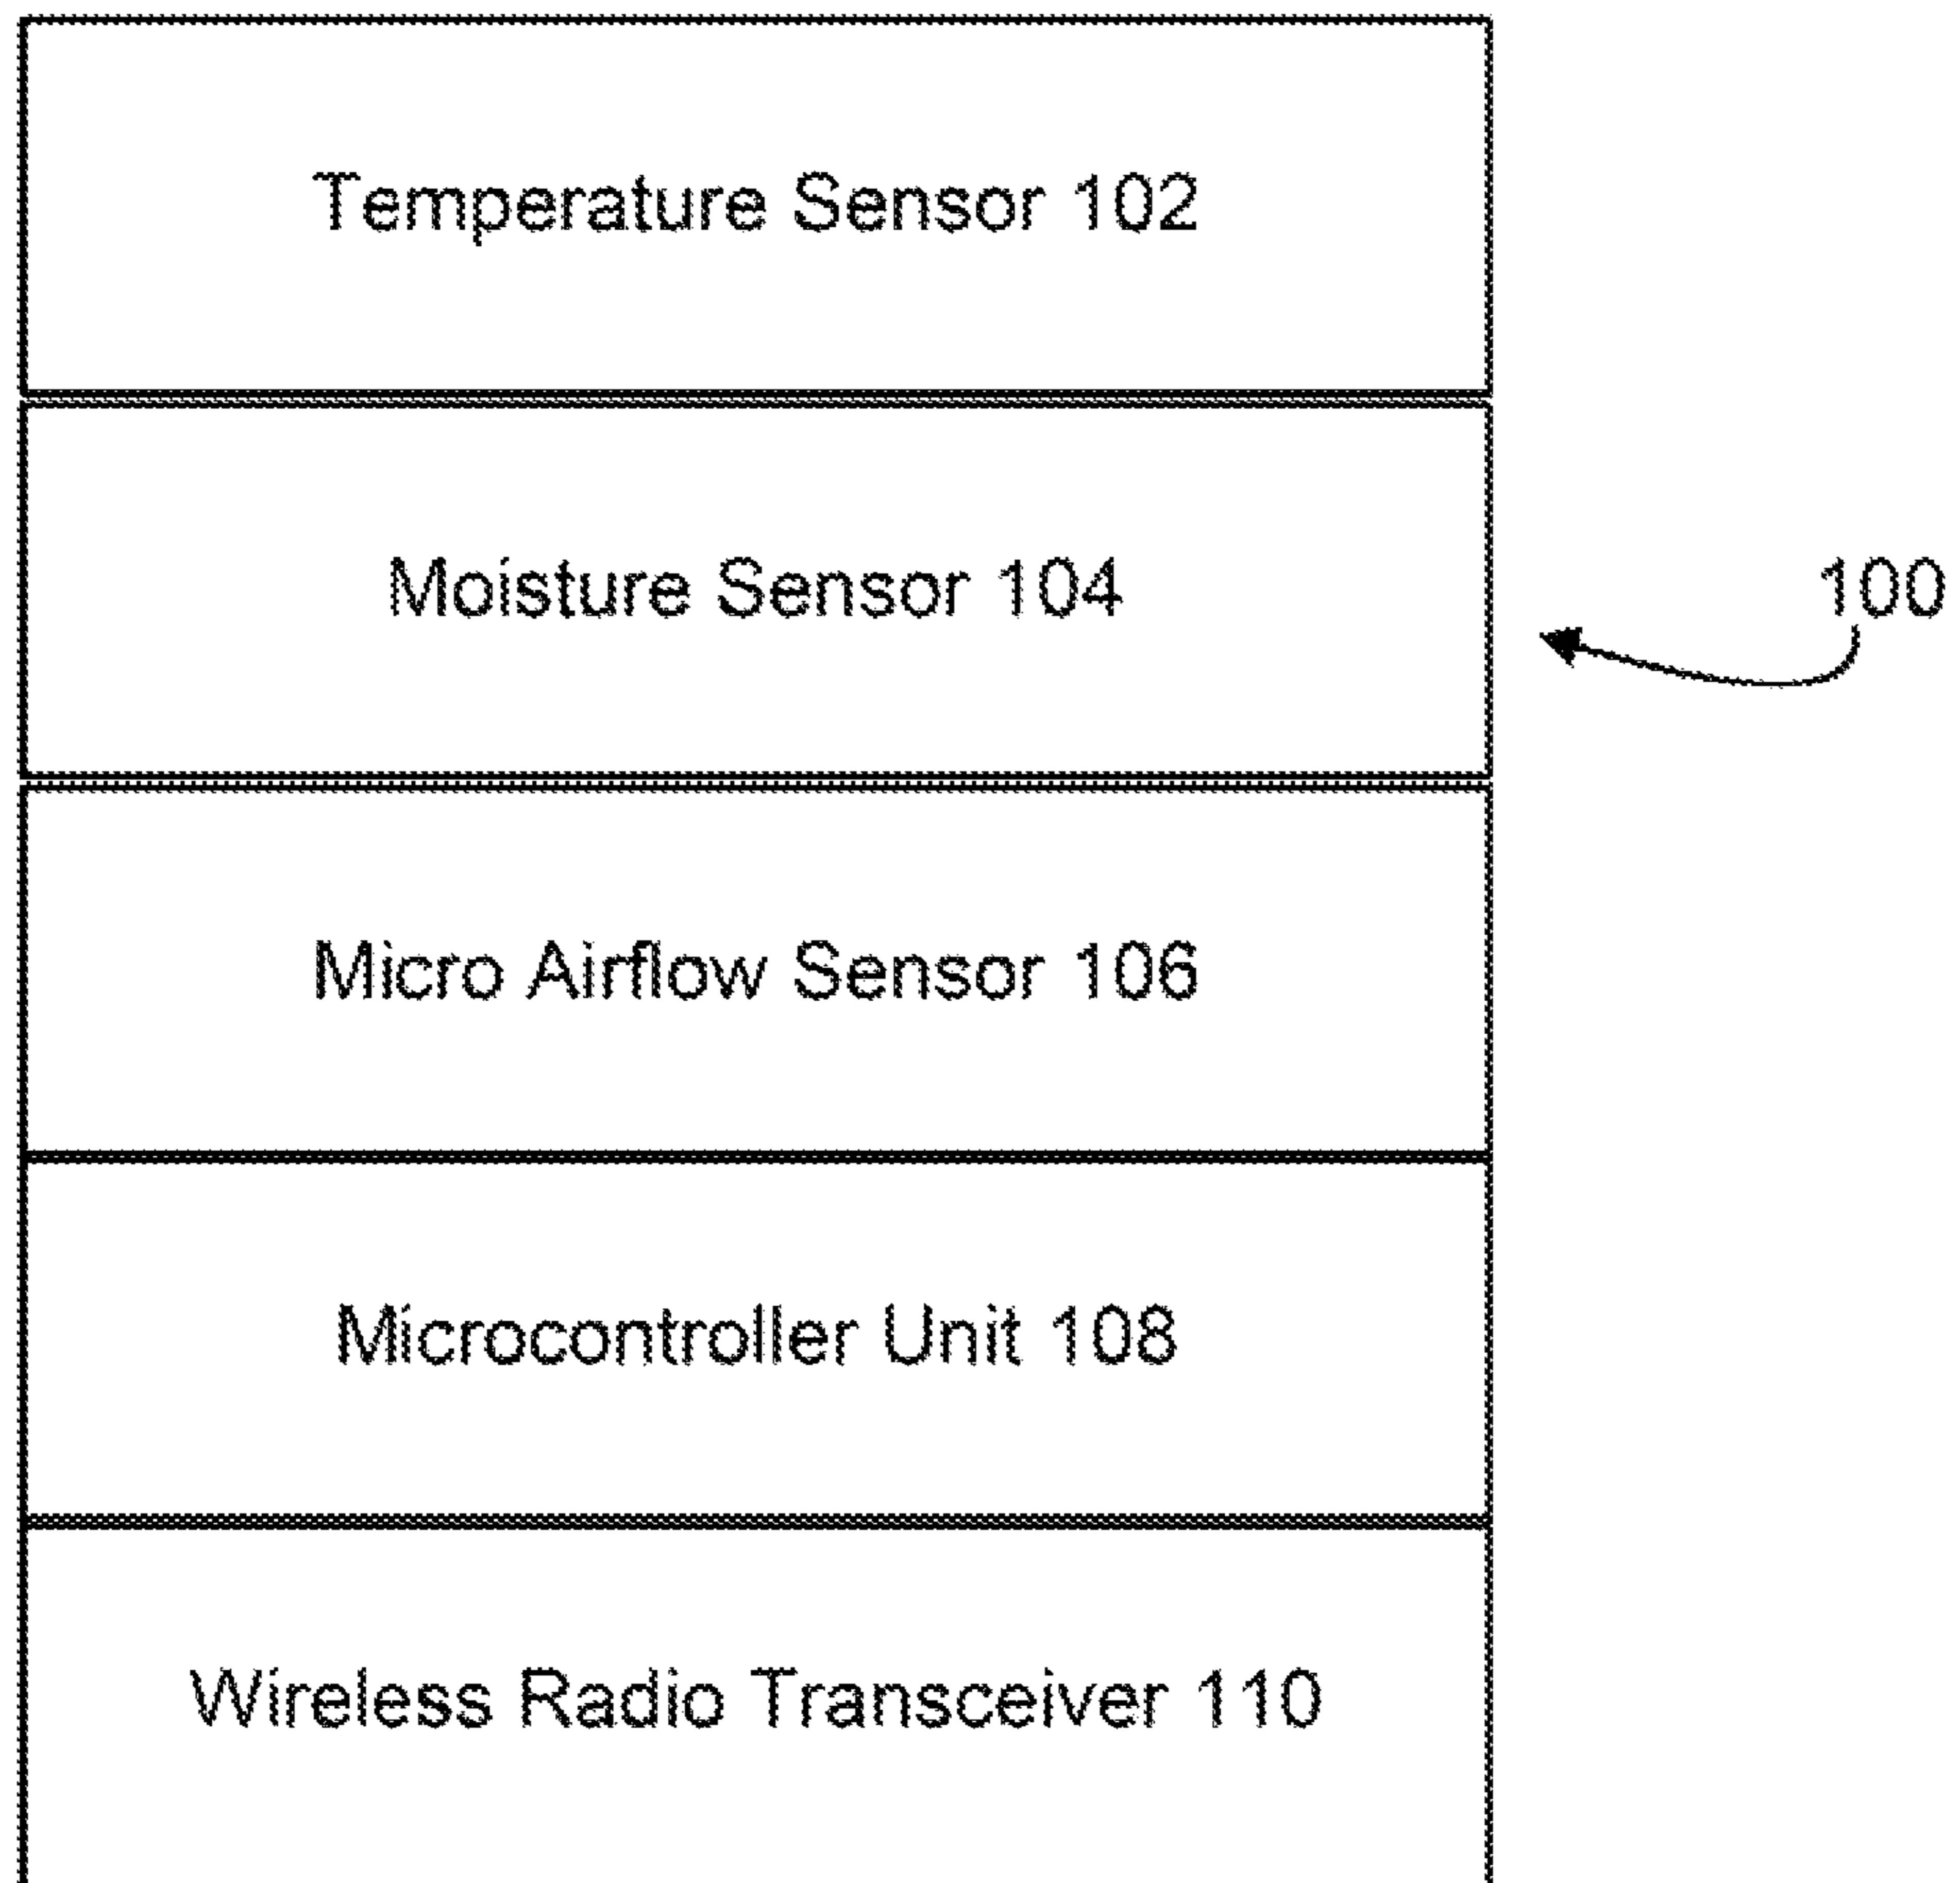 Temperature Sensor 102
Moisture Sensor 104
100
Micro Airflow Sensor 106
Microcontroller Unit 108
Wireless Radio Transceiver 110